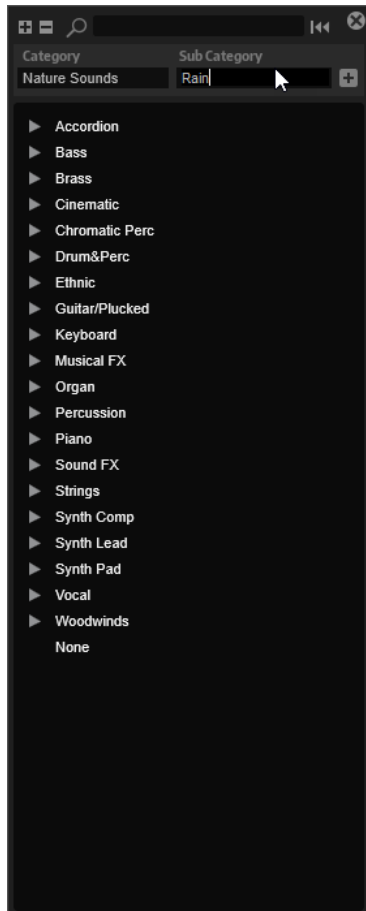 Category Sub Category
Nature Sounds Rain
Accordion
Bass
Brass
Cinematic
Chromatic Perc
Drum&Perc
Ethnic
Guitar/Plucked
Keyboard
Musical FX
Organ
Percussion
Piano
Sound FX
Strings
Synth Comp
Synth Lead
Synth Pad
Vocal
Woodwinds
None